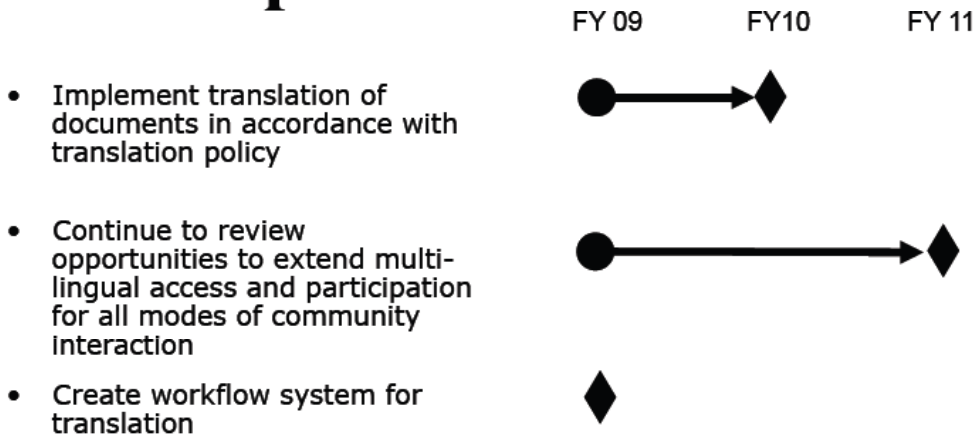 FY 09 FY10 FY 11
• Implement translation of
documents in accordance with
translation policy
• Continue to review
opportunities to extend multi-
lingual access and participation
for all modes of community
interaction
• Create workflow system for
translation